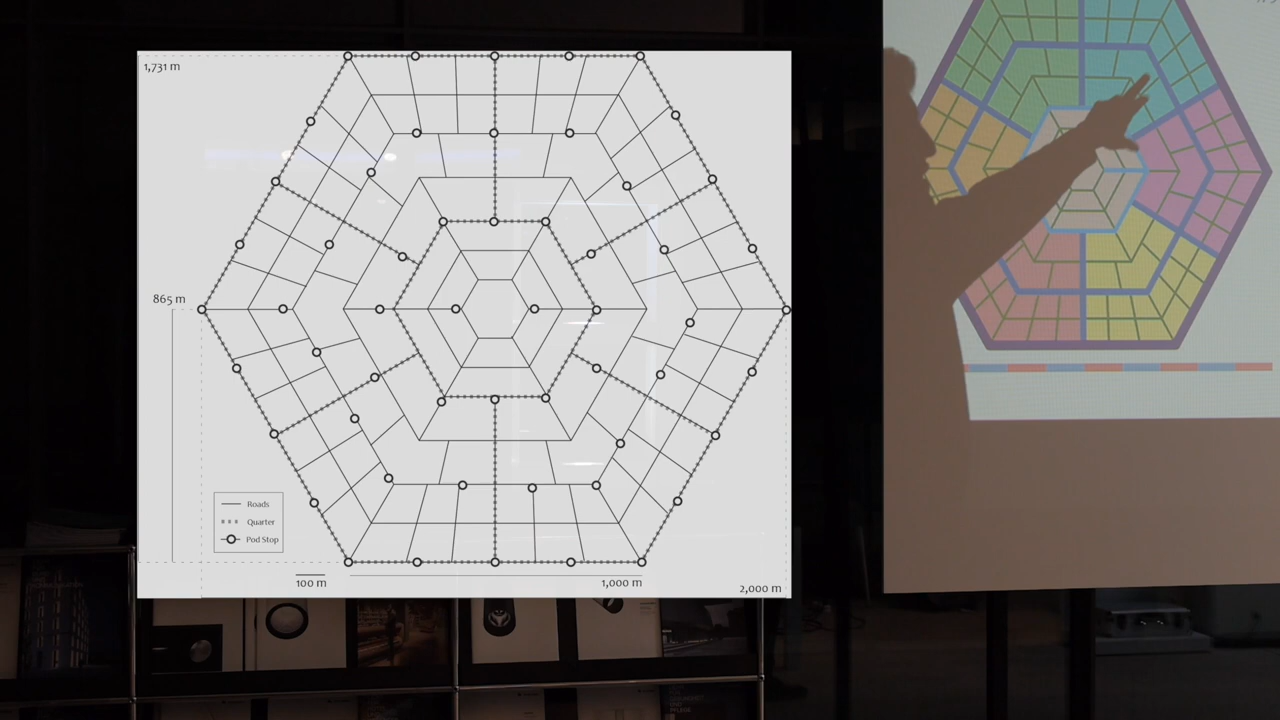 1,731 m
865 m
Roads
Quarter
Pod Stop
100 m
1,000 m
2,000 m